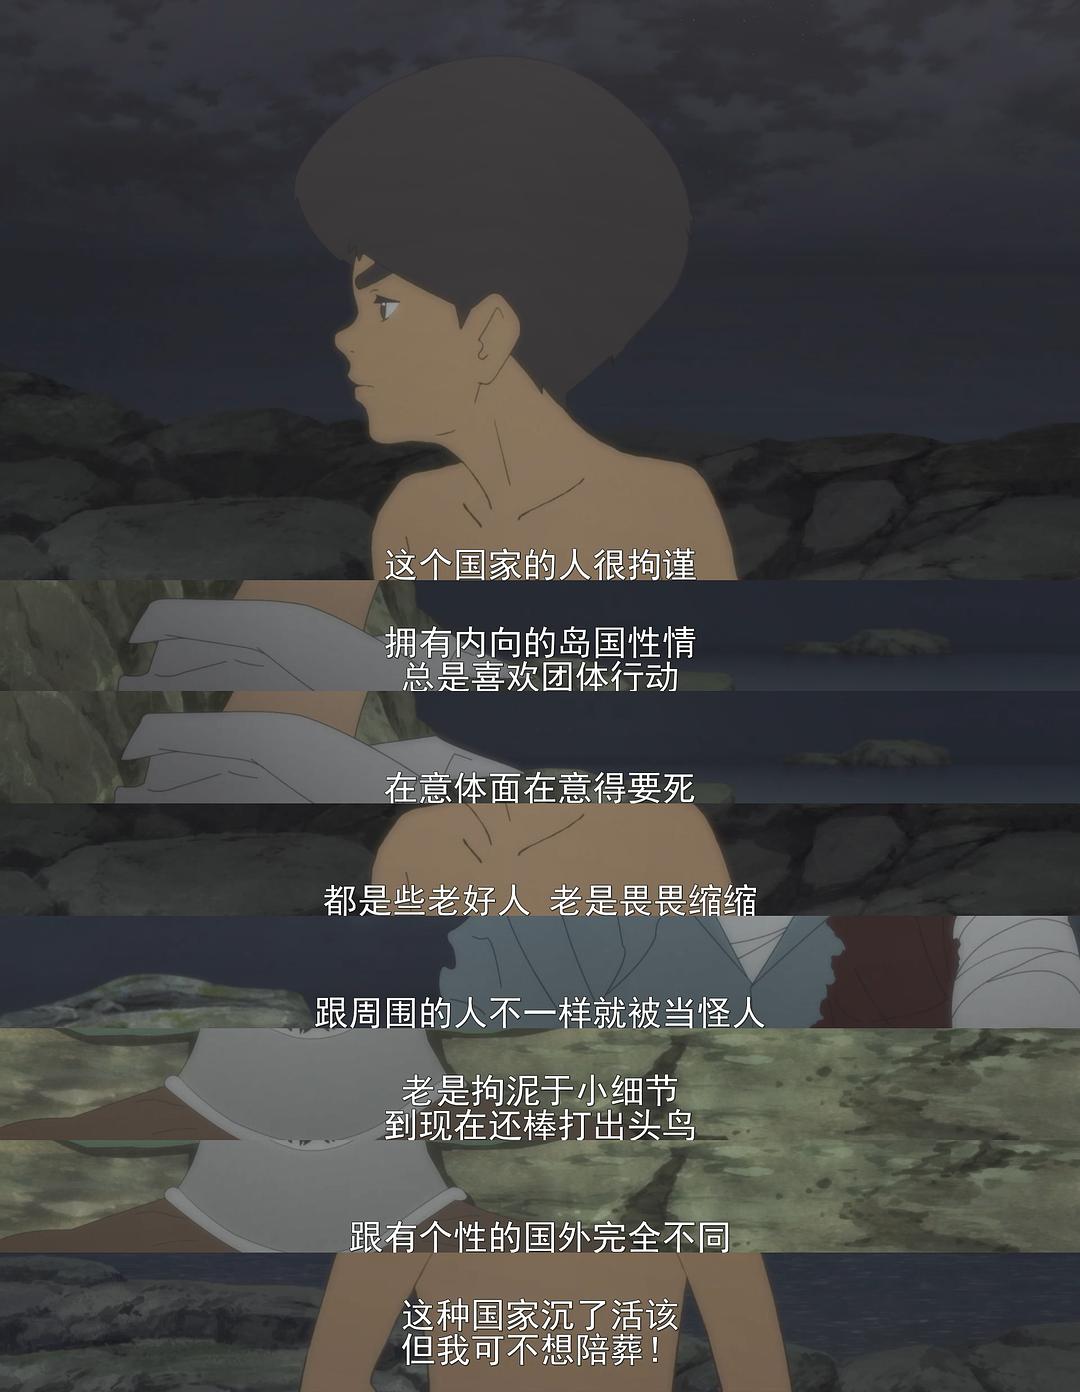 这个国家的人很拘谨
拥有内向的岛国性情
总是喜欢团体行动
在意体面在意得要死
都是些老好人 老是畏畏缩缩
跟周围的人不一样就被当怪人
老是拘泥于小细节
到现在还棒打出头鸟
跟有个性的国外完全不同
这种国家沉了活该
但我可不想陪葬！